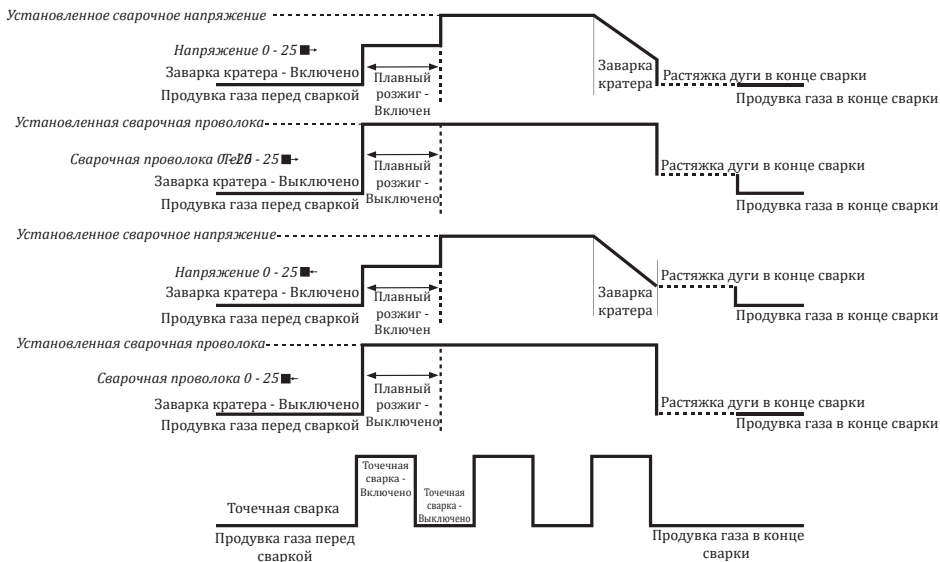 Установленное сварочное напряжение
Напряжение 0 - 25
Заварка кратера - Включено
Продувка газа перед сваркой
Плавный
розжиг -
Включен
Заварка
кратера
Растяжка дуги в конце сварки
Продувка газа в конце сварки
Установленная сварочная проволока
Сварочная проволока 0 - 25
Заварка кратера - Выключено
Продувка газа перед сваркой
Плавный
розжиг -
Выключено
Растяжка дуги в конце сварки
Продувка газа в конце сварки
Установленное сварочное напряжение
Напряжение 0 - 25
Заварка кратера - Включено
Продувка газа перед сваркой
Плавный
розжиг -
Включен
Заварка
кратера
Растяжка дуги в конце сварки
Продувка газа в конце сварки
Установленная сварочная проволока
Сварочная проволока 0 - 25
Заварка кратера - Выключено
Продувка газа перед сваркой
Плавный
розжиг -
Выключено
Растяжка дуги в конце сварки
Продувка газа в конце сварки
Точечная сварка
Точечная
сварка -
Включено
Точечная
сварка -
Выключено
Продувка газа перед
сваркой
Продувка газа в конце
сварки